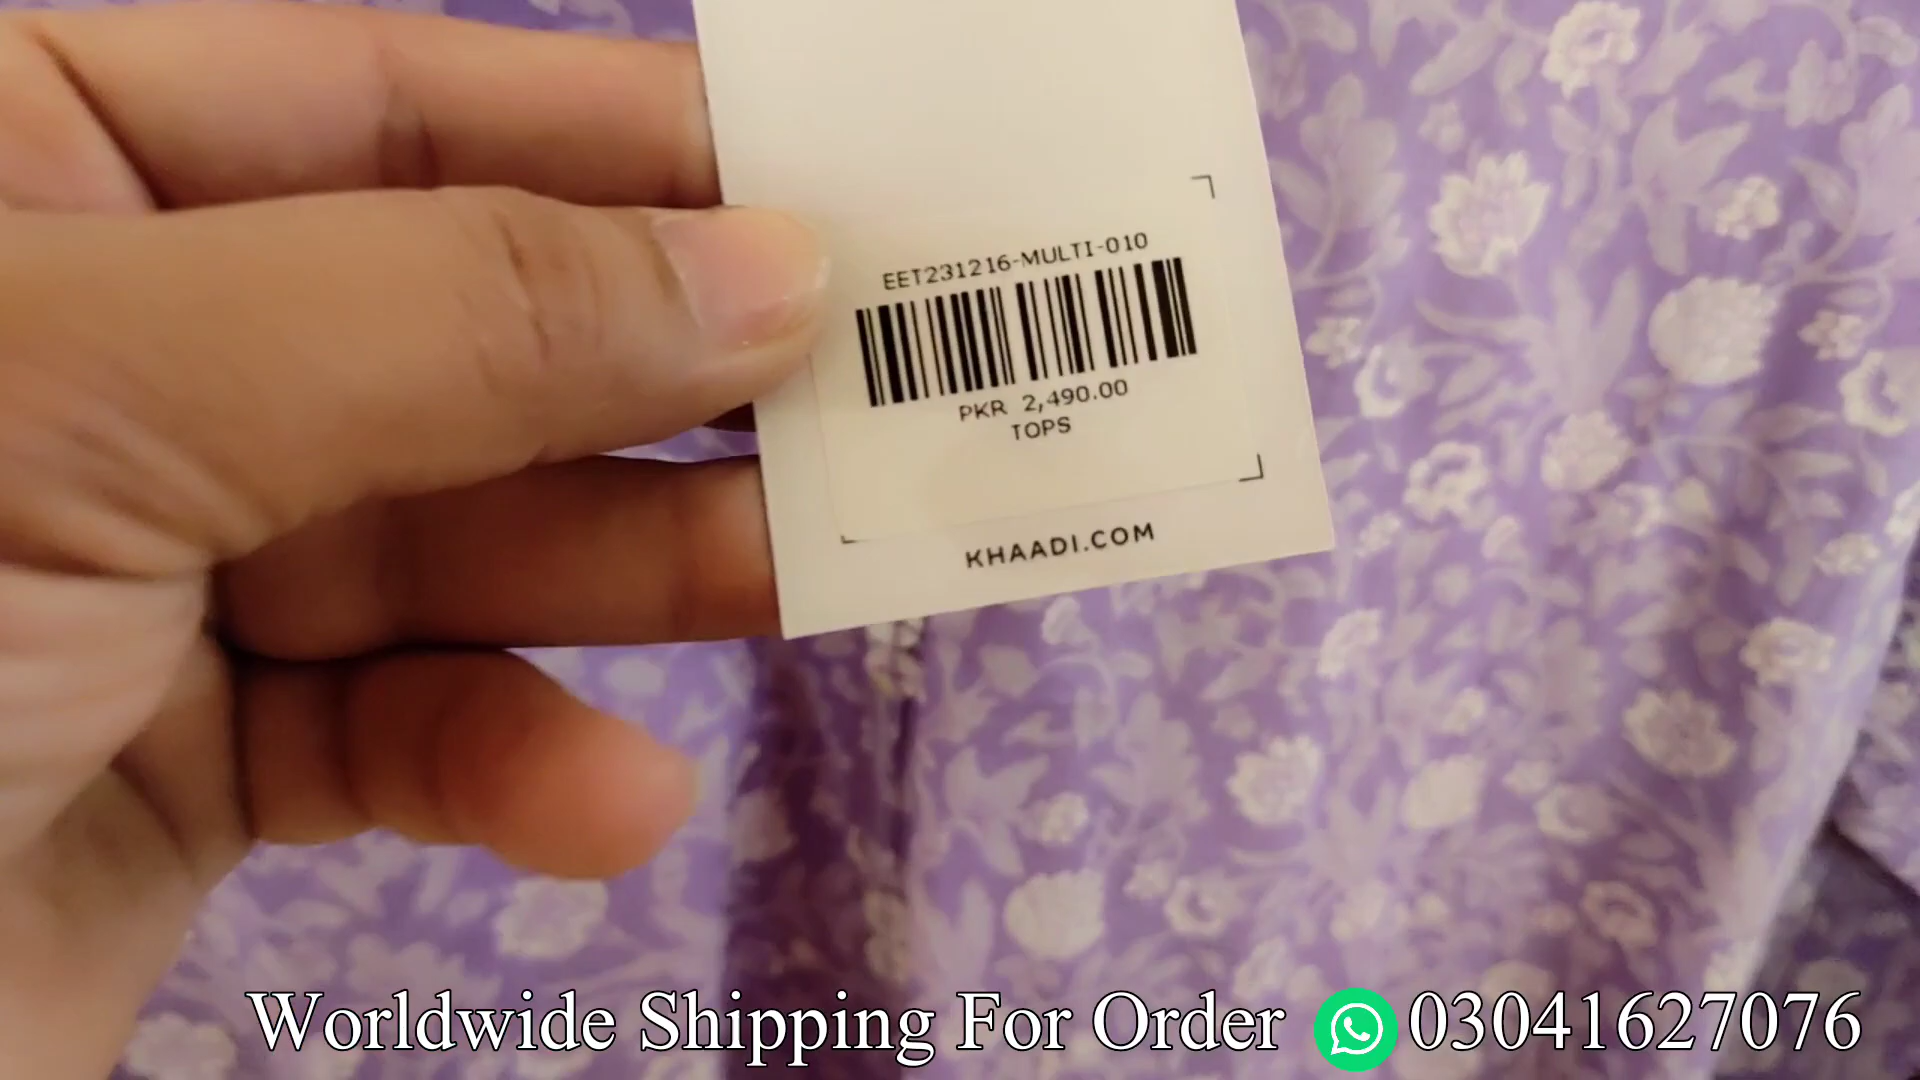 EET231216-MULTI-010
PKR 2,490.00
TOPS
KHAADI.COM
Worldwide Shipping For Order 03041627076